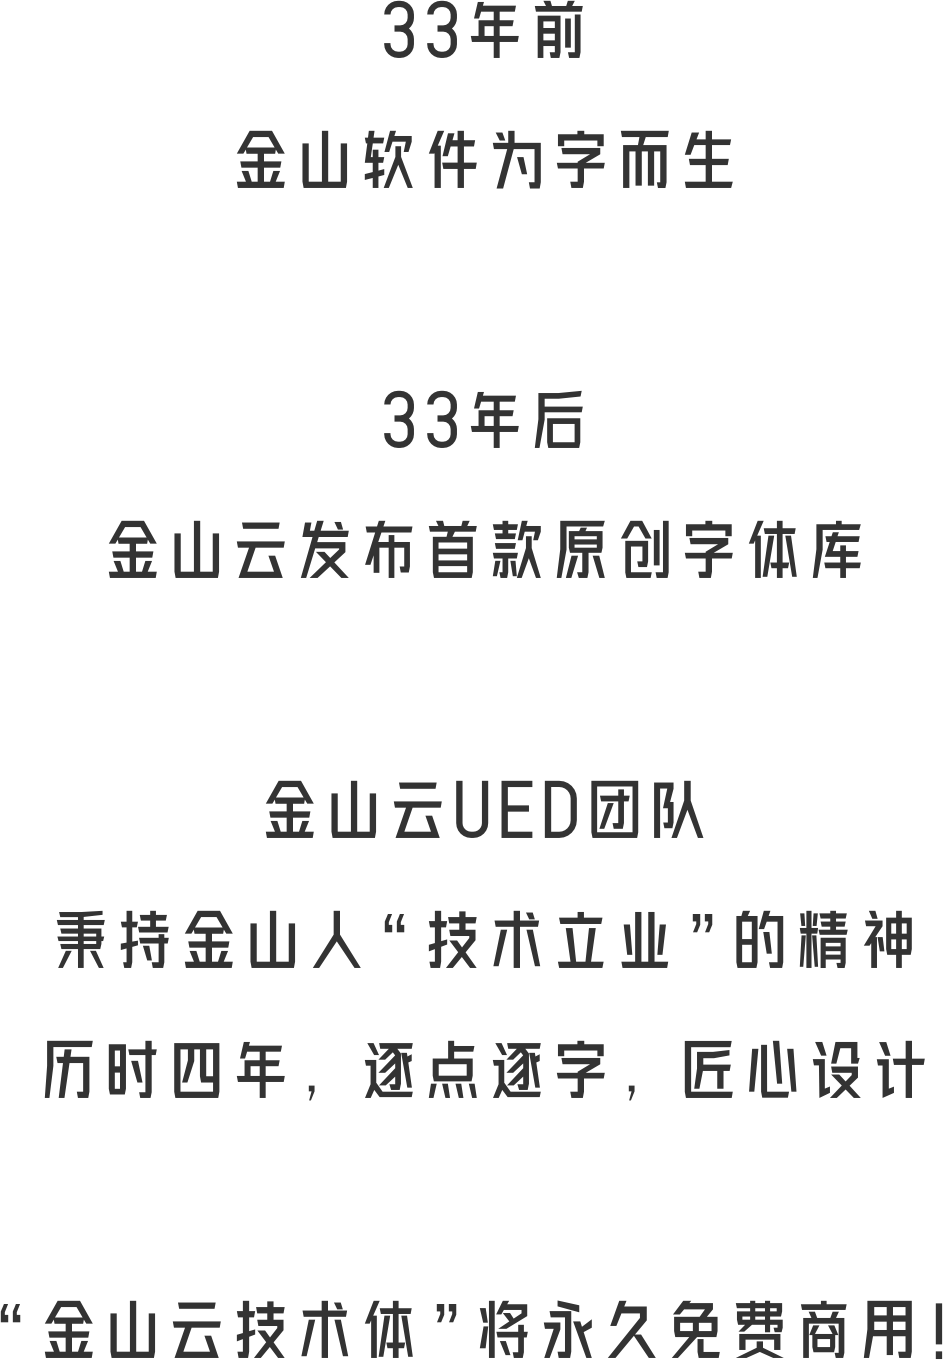 33年前
金山软件为字而生
33年后
金山云发布首款原创字体库
金山云UED团队
秉持金山人“技术立业”的精神
历时四年，逐点逐字，匠心设计
“金山云技术体”将永久免费商用！